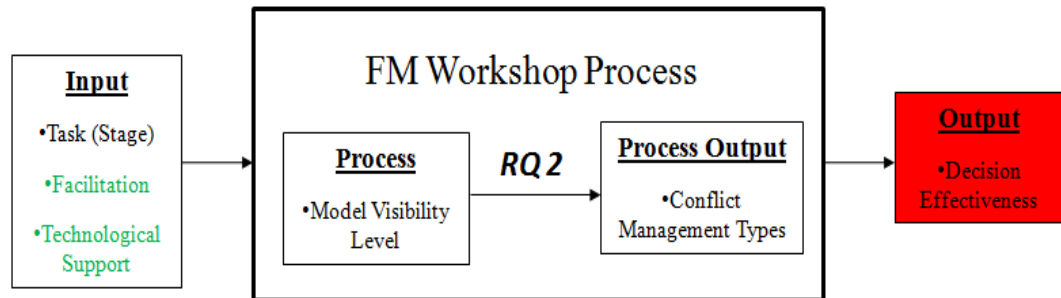 Input
•Task (Stage)
•Facilitation
•Technological
Support
FM Workshop Process
Process
•Model Visibility
Level
RQ 2
Process Output
•Conflict
Management Types
Output
•Decision
Effectiveness